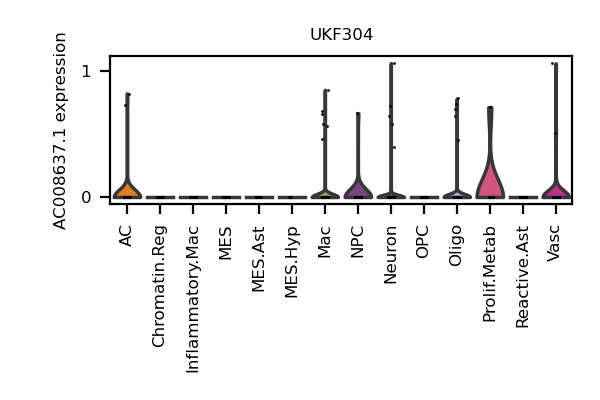 UKF304
AC008637.1 expression
1
0
AC
Chromatin.Reg
Inflammatory.Mac
MES
MES.Ast
MES.Hyp
Mac
NPC
Neuron
OPC
Oligo
Prolif.Metab
Reactive.Ast
Vasc